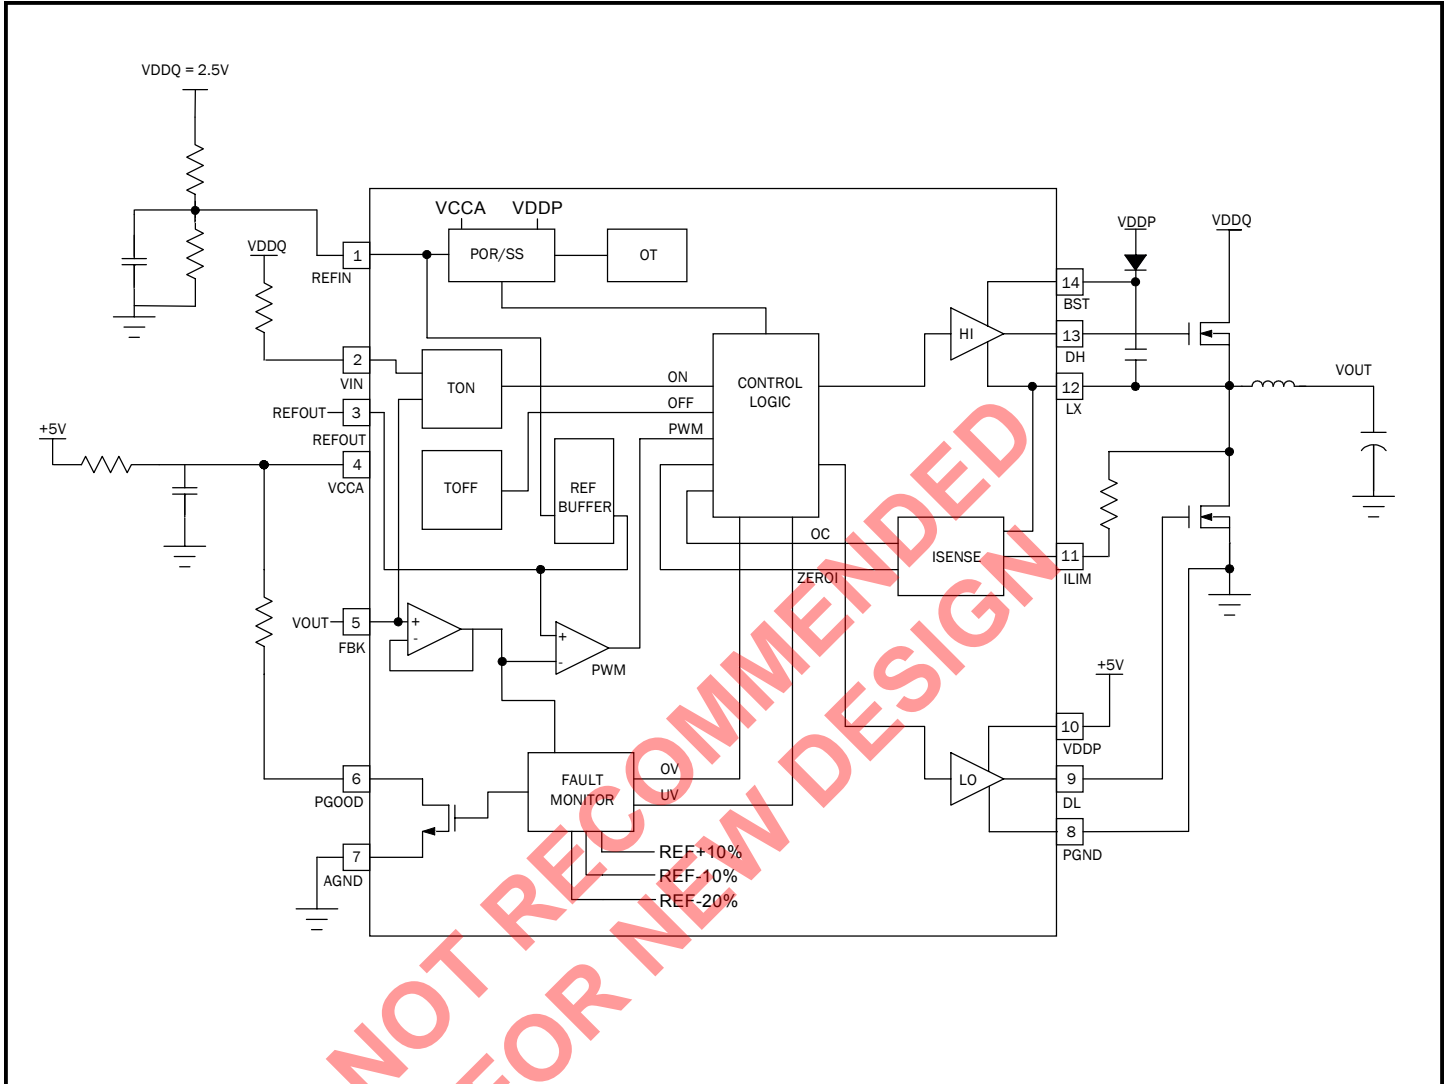 VDDQ = 2.5V
VCCA
VDDP
VDDP
VDDQ
VDDQ
1
REFIN
POR/SS
OT
14
BST
HI
13
DH
2
VIN
TON
ON
CONTROL
LOGIC
12
LX
VOUT
REFOUT
3
REFOUT
OFF
PWM
+5V
4
VCCA
TOFF
REF
BUFFER
OC
ISENSE
11
ILIM
ZEROI
VOUT
5
FBK
+
-
+
-
PWM
+5V
10
VDDP
6
PGOOD
FAULT
MONITOR
OV
UV
LO
9
DL
8
PGND
7
AGND
REF+10%
REF-10%
REF-20%
NOT RECOMMENDED
FOR NEW DESIGN